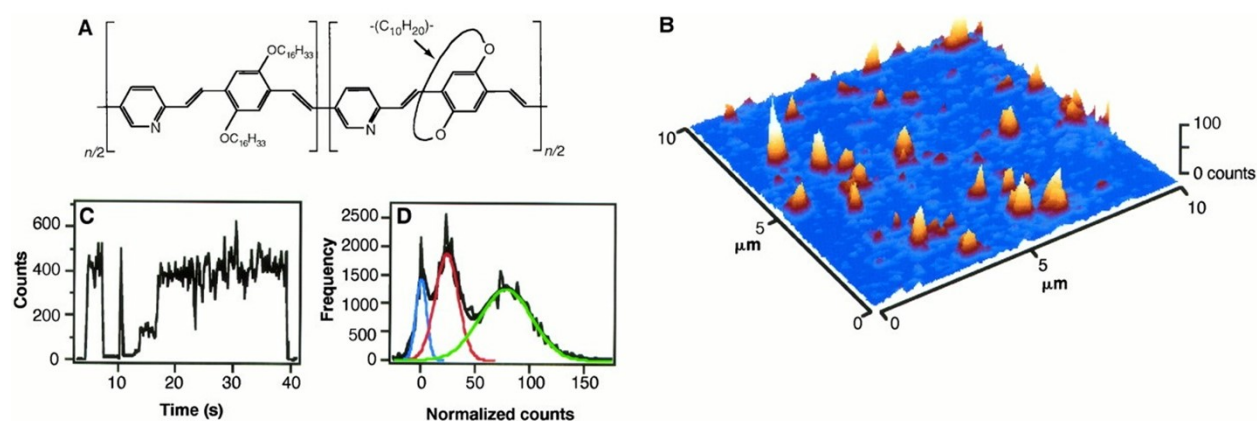 A
-(C10H20)-
OC16H33
O
N
OC16H33
n/2
N
O
n/2
B
100
0 counts
10
5
μm
0
0
5
μm
10
C
600
400
200
0
Counts
10 20 30 40
Time (s)
D
2500
2000
1500
1000
500
0
Frequency
0 50 100 150
Normalized counts